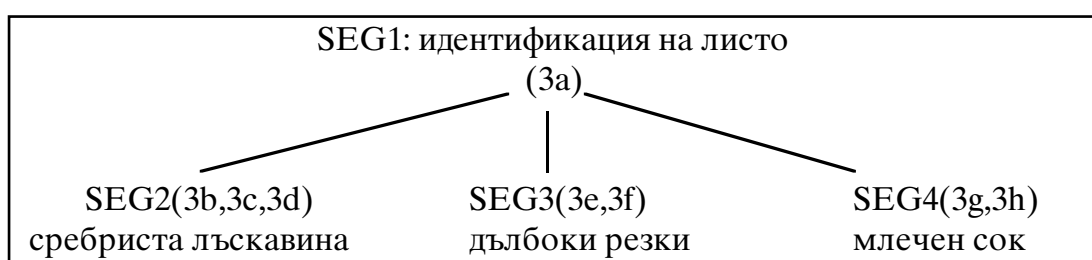 SEG1: идентификация на листо
(3a)
SEG2(3b,3c,3d)
сребриста лъскавина
SEG3(3e,3f)
дълбоки резки
SEG4(3g,3h)
млечен сок